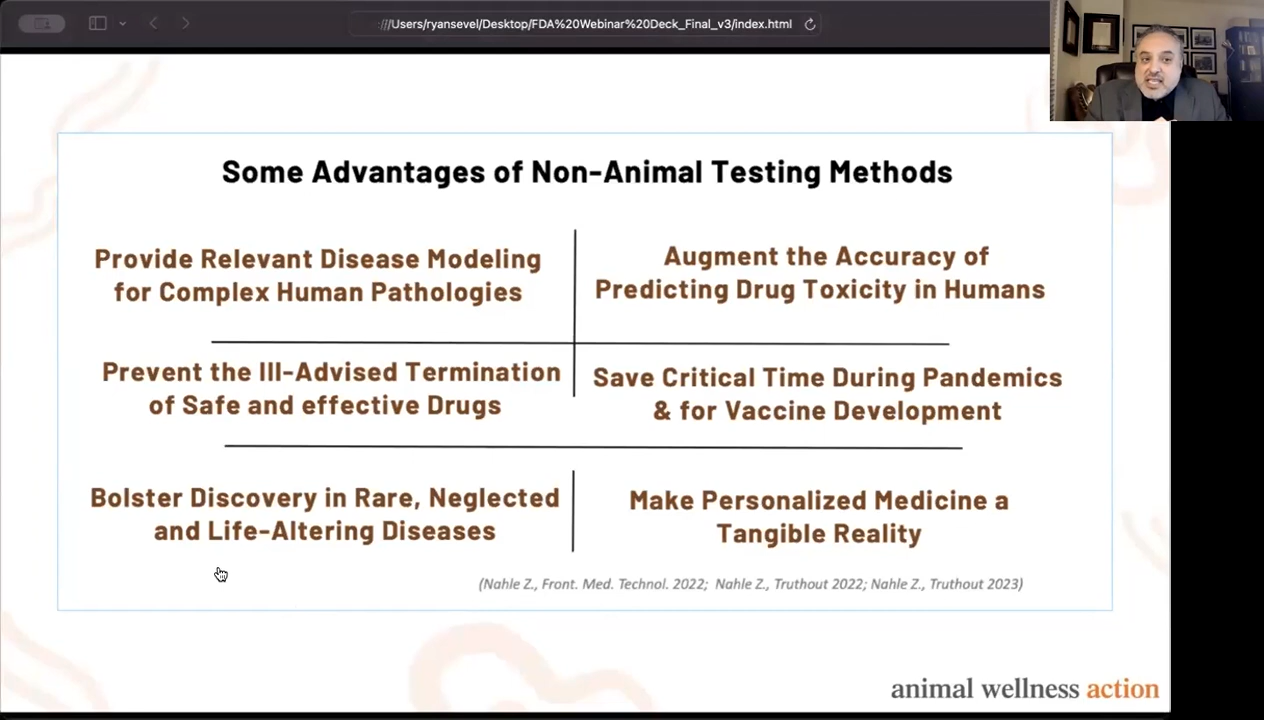 :///Users/ryansevel/Desktop/FDA%20Webinar%20Deck_Final_v3/index.html
Some Advantages of Non-Animal Testing Methods
Provide Relevant Disease Modeling
for Complex Human Pathologies
Augment the Accuracy of
Predicting Drug Toxicity in Humans
Prevent the Ill-Advised Termination
of Safe and effective Drugs
Save Critical Time During Pandemics
& for Vaccine Development
Bolster Discovery in Rare, Neglected
and Life-Altering Diseases
Make Personalized Medicine a
Tangible Reality
(Nahle Z., Front. Med. Technol. 2022; Nahle Z., Truthout 2022; Nahle Z., Truthout 2023)
animal wellness action